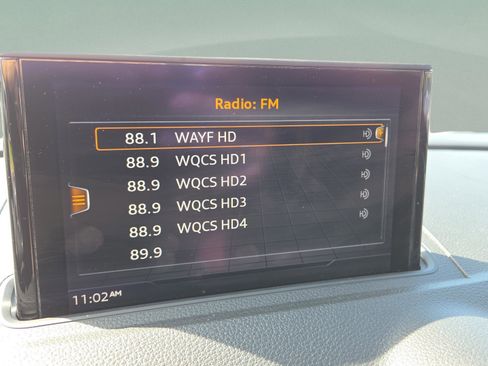 Radio: FM
88.1 WAYF HD
88.9 WQCS HD1
88.9 WQCS HD2
88.9 WQCS HD3
88.9 WQCS HD4
89.9
11:02AM